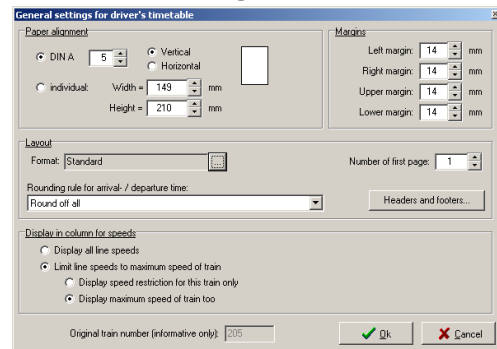 General settings for driver's timetable
Paper alignment
DIN A 5
Vertical
Horizontal
individual: Width = 149 mm
Height = 210 mm
Margins
Left margin: 14 mm
Right margin: 14 mm
Upper margin: 14 mm
Lower margin: 14 mm
Layout
Format: Standard ...
Number of first page: 1
Rounding rule for arrival- / departure time:
Round off all
Headers and footers...
Display in column for speeds
Display all line speeds
Limit line speeds to maximum speed of train
Display speed restriction for this train only
Display maximum speed of train too
Original train number (informative only): 205
Ok
Cancel